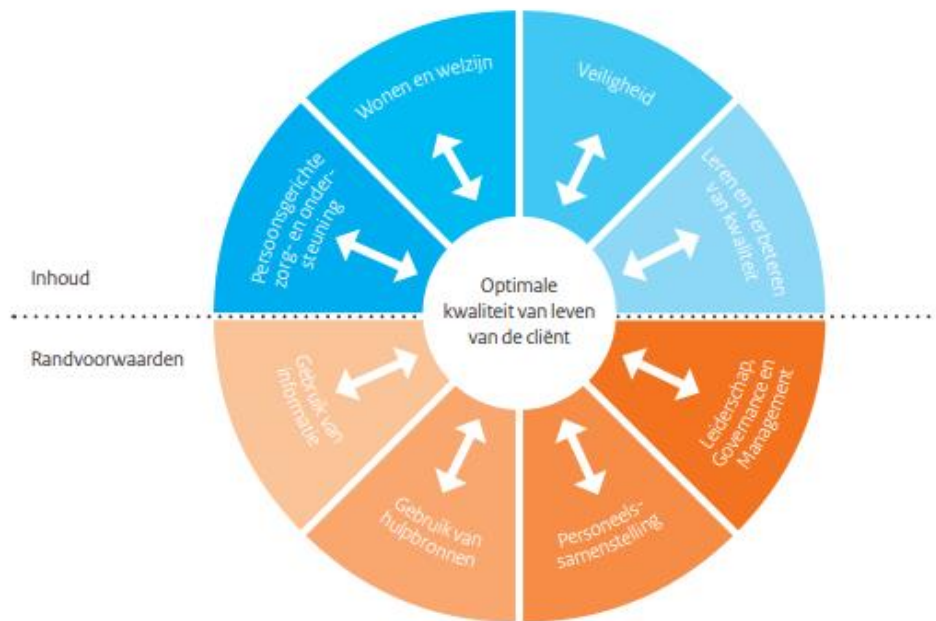 Wonen en welzijn
Veiligheid
Persoonsgerichte
zorg- en onder-
steuning
Leren en verbeteren
van kwaliteit
Inhoud
Optimale
kwaliteit van leven
van de cliënt
Randvoorwaarden
Gebruik van
informatie
Leiderschap,
Governance en
Management
Gebruik van
hulpbronnen
Personeels-
samenstelling